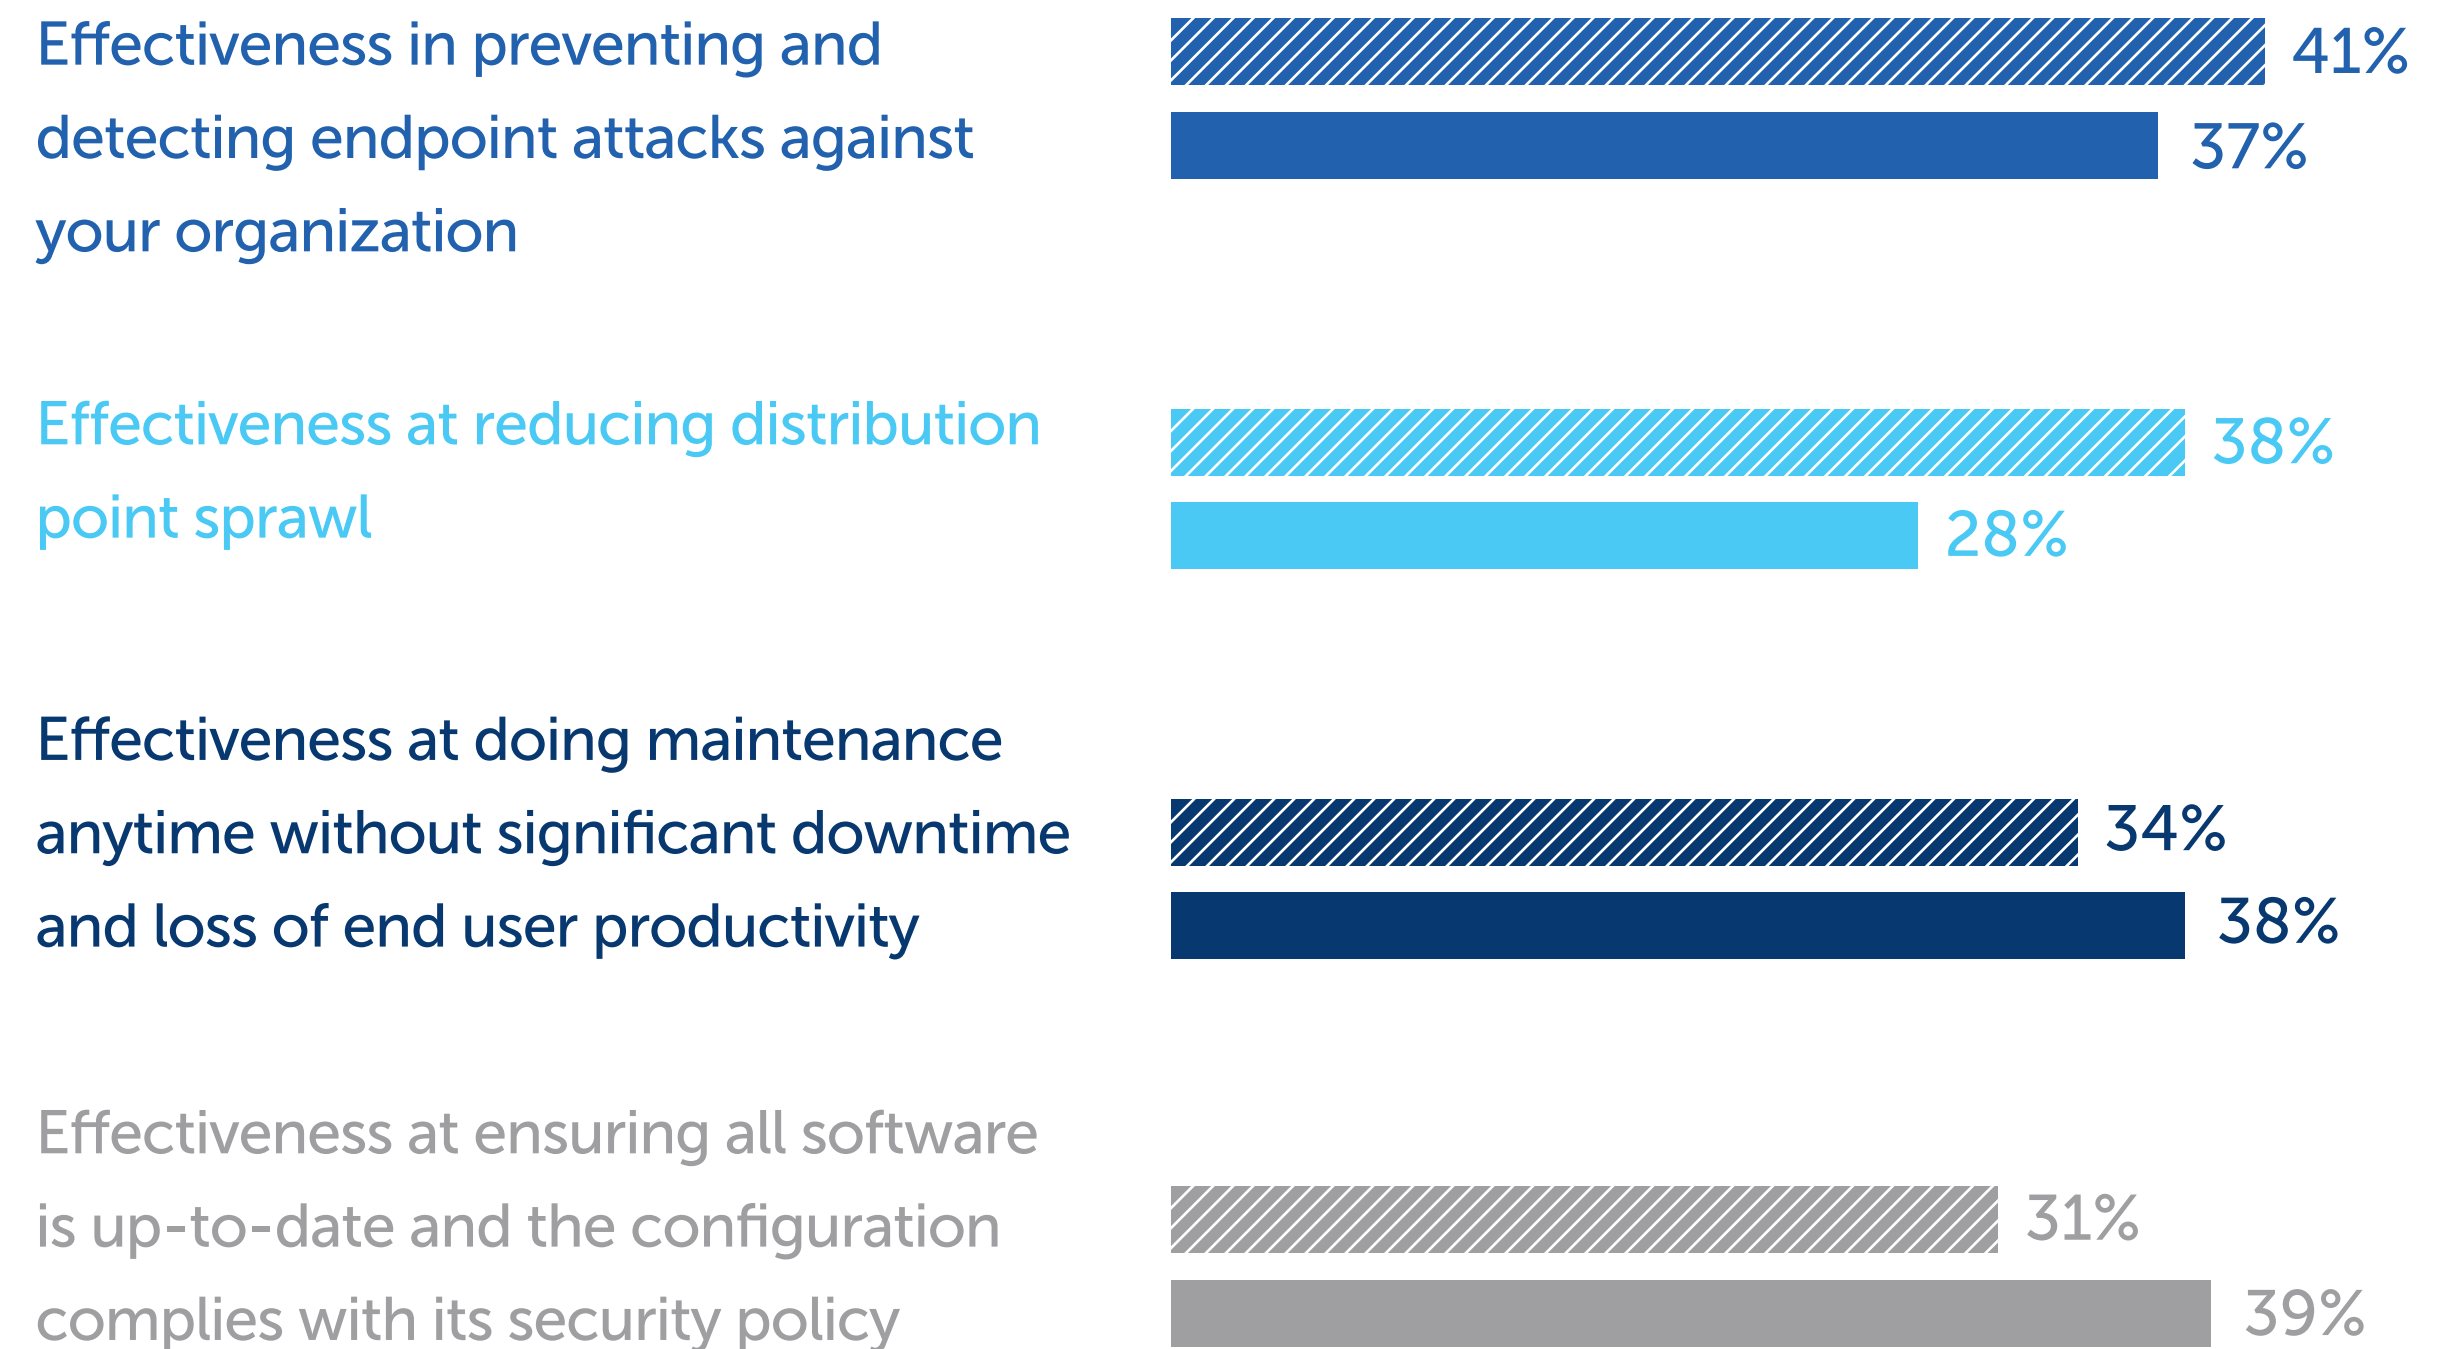 Effectiveness in preventing and
detecting endpoint attacks against
your organization
41%
37%
Effectiveness at reducing distribution
point sprawl
38%
28%
Effectiveness at doing maintenance
anytime without significant downtime
and loss of end user productivity
34%
38%
Effectiveness at ensuring all software
is up-to-date and the configuration
complies with its security policy
31%
39%